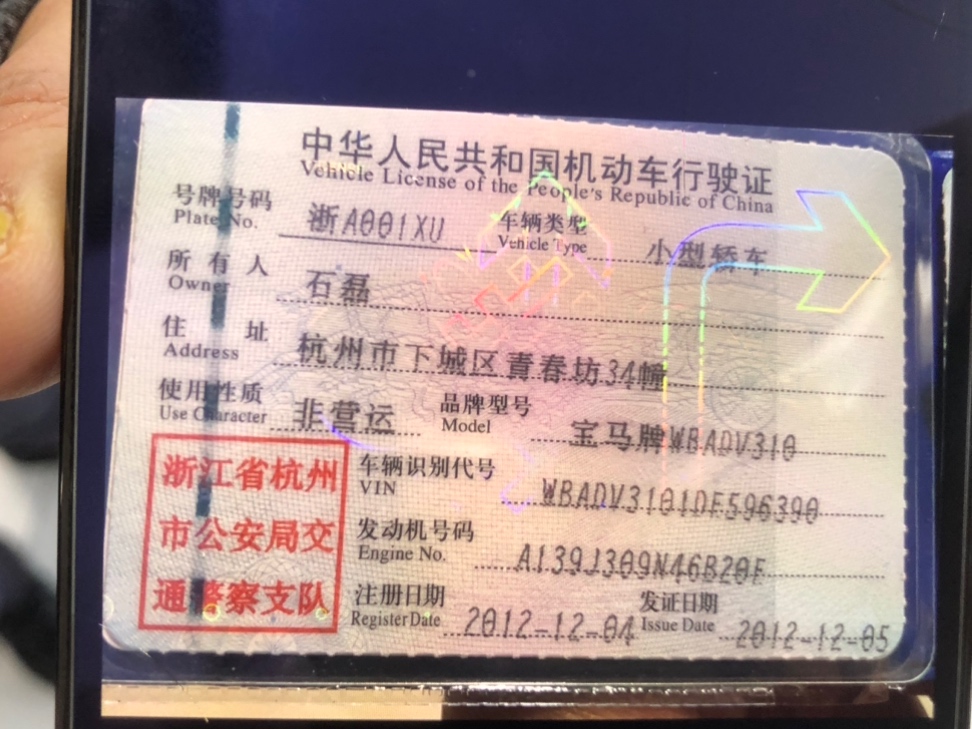 中华人民共和国机动车行驶证
Vehicle License of the People's Republic of China
号牌号码 浙A001XU 车辆类型 小型轿车
Plate No. Vehicle Type
所有人 石磊
Owner
住址 杭州市下城区青春坊34幢
Address
使用性质 非营运 品牌型号 宝马牌WBADV310
Use Character Model
浙江省杭州
市公安局交
通警察支队
车辆识别代号 WBADV3101DE596390
VIN
发动机号码 A139J309N46B20F
Engine No.
注册日期 2012-12-04 发证日期 2012-12-05
Register Date Issue Date